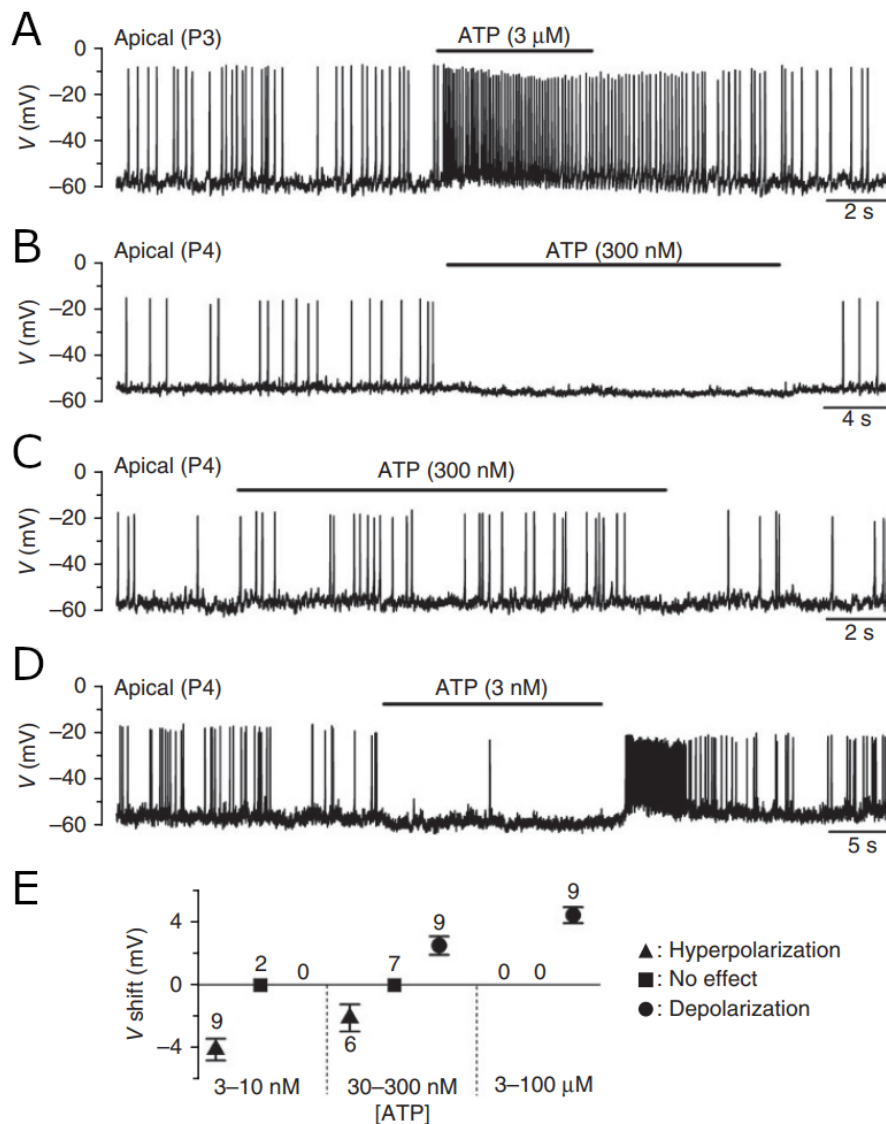 A
Apical (P3)
ATP (3 µM)
0
−20
−40
−60
V (mV)
2 s
B
Apical (P4)
ATP (300 nM)
0
−20
−40
−60
V (mV)
4 s
C
Apical (P4)
ATP (300 nM)
0
−20
−40
−60
V (mV)
2 s
D
Apical (P4)
ATP (3 nM)
0
−20
−40
−60
V (mV)
5 s
E
V shift (mV)
4
0
−4
9 2 0
6 7 9
0 0 9
3–10 nM 30–300 nM 3–100 µM
[ATP]
▲: Hyperpolarization
■: No effect
●: Depolarization